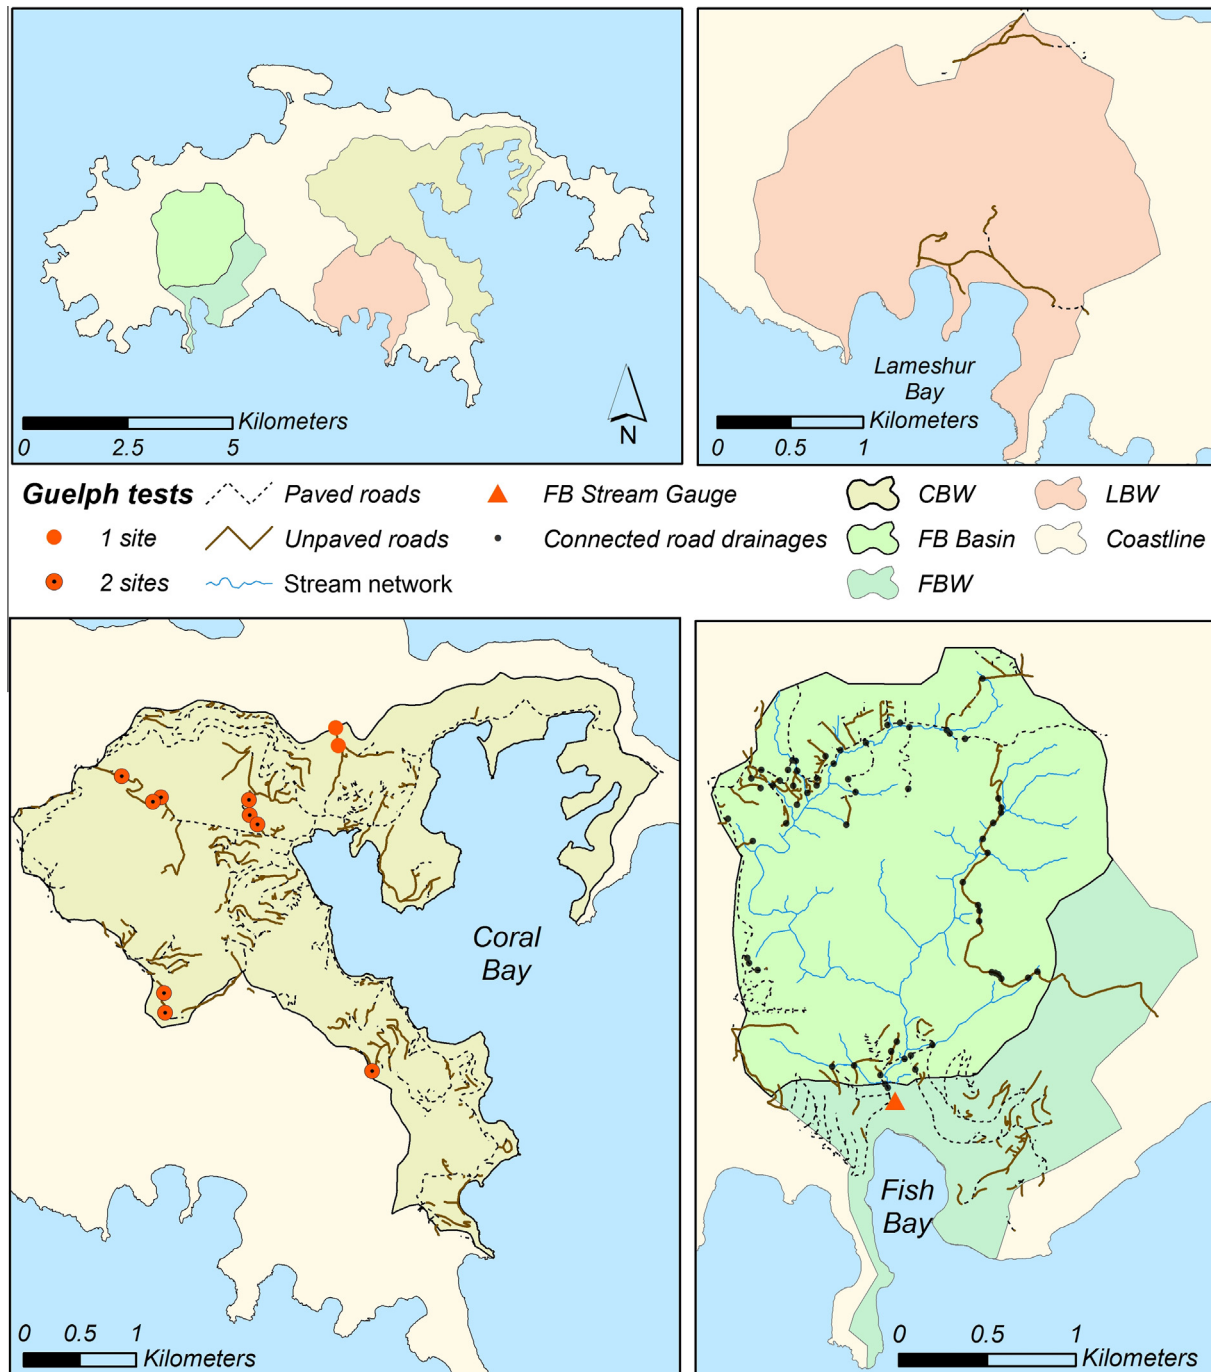 Kilometers
0 2.5 5
N
Lameshur
Bay
Kilometers
0 0.5 1
Guelph tests
1 site
2 sites
Paved roads
Unpaved roads
Stream network
FB Stream Gauge
Connected road drainages
CBW
FB Basin
FBW
LBW
Coastline
Coral
Bay
0 0.5 1
Kilometers
Fish
Bay
0 0.5 1
Kilometers